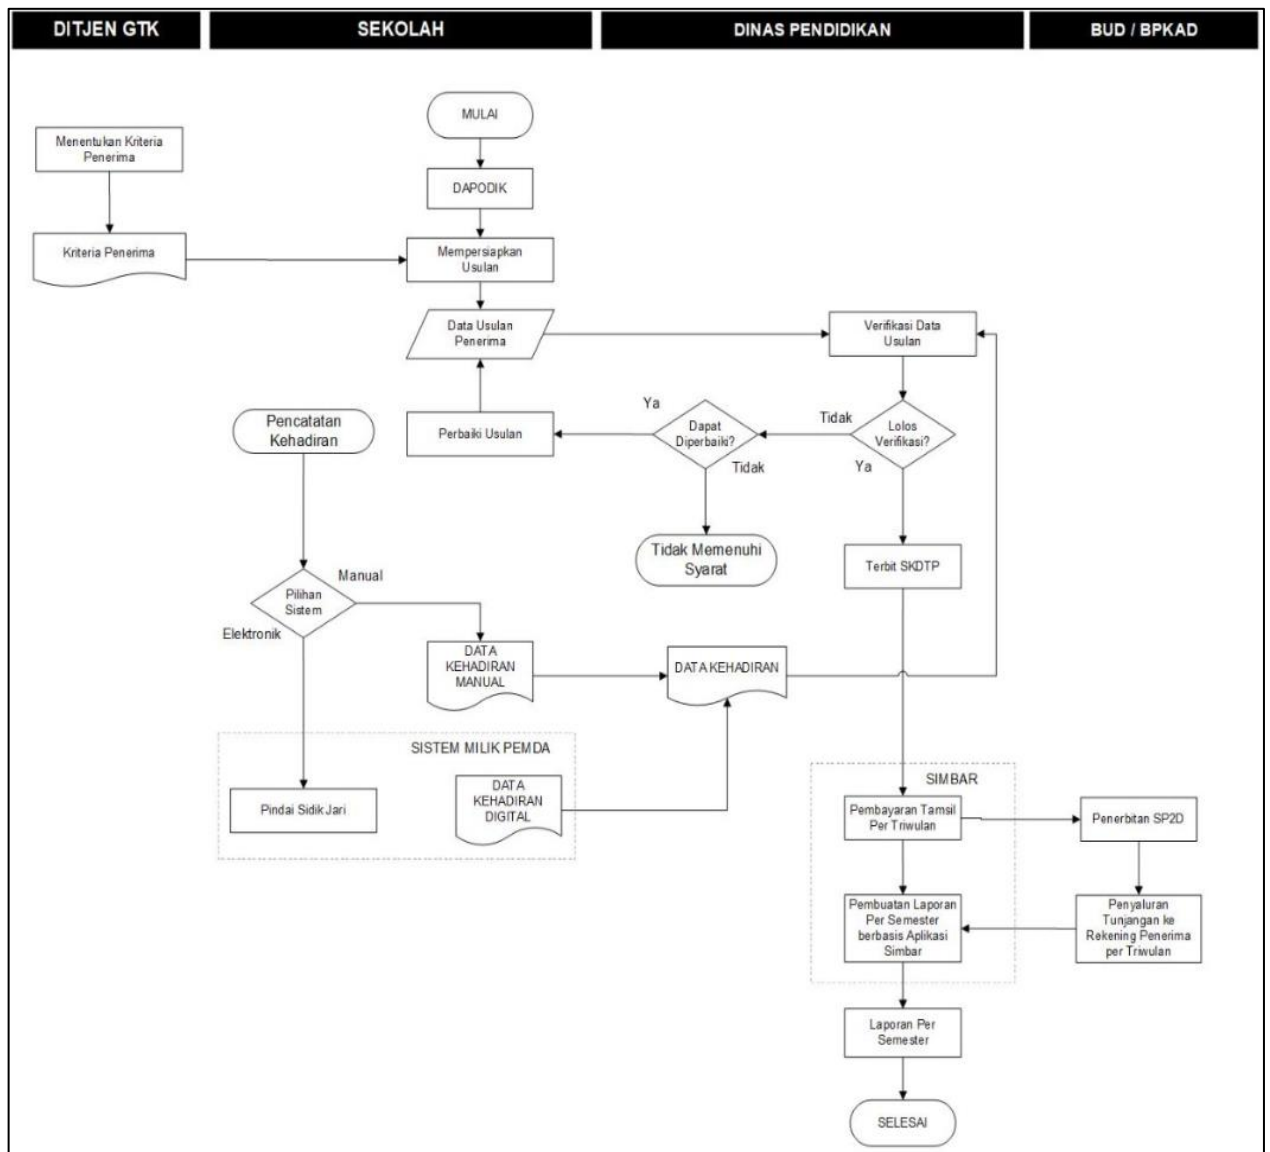 DITJEN GTK
SEKOLAH
DINAS PENDIDIKAN
BUD / BPKAD
MULAI
Menentukan Kriteria
Penerima
DAPODIK
Kriteria Penerima
Mempersiapkan
Usulan
Data Usulan
Penerima
Verifikasi Data
Usulan
Pencatatan
Kehadiran
Perbaiki Usulan
Ya
Dapat
Diperbaiki?
Tidak
Tidak
Lolos
Verifikasi?
Ya
Tidak Memenuhi
Syarat
Terbit SKDTP
Pilihan
Sistem
Manual
Elektronik
DATA
KEHADIRAN
MANUAL
DATA KEHADIRAN
SISTEM MILIK PEMDA
Pindai Sidik Jari
DATA
KEHADIRAN
DIGITAL
SIMBAR
Pembayaran Tamsil
Per Triwulan
Penerbitan SP2D
Pembuatan Laporan
Per Semester
berbasis Aplikasi
Simbar
Penyaluran
Tunjangan ke
Rekening Penerima
per Triwulan
Laporan Per
Semester
SELESAI